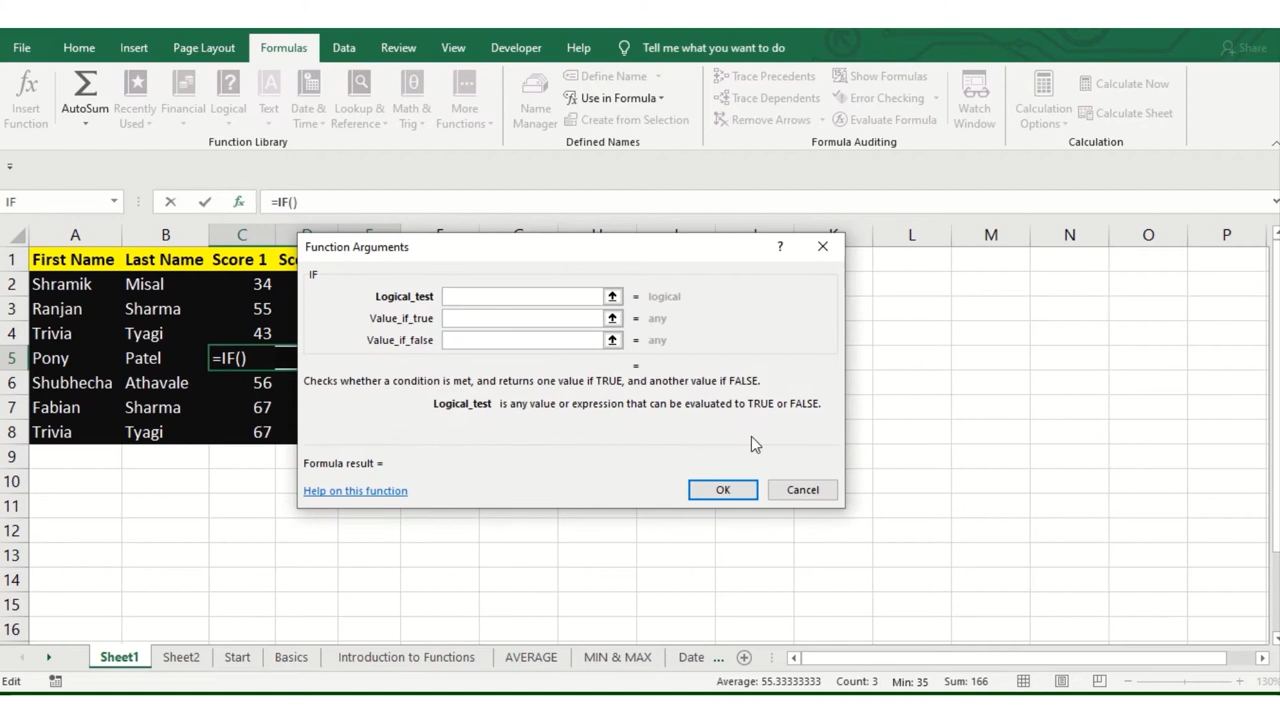 File Home Insert Page Layout Formulas Data Review View Developer Help Tell me what you want to do Share
Insert Function
AutoSum
Recently Used
Financial
Logical
Text
Date & Time
Lookup & Reference
Math & Trig
More Functions
Function Library
Name Manager
Define Name
Use in Formula
Create from Selection
Defined Names
Trace Precedents
Trace Dependents
Remove Arrows
Show Formulas
Error Checking
Evaluate Formula
Formula Auditing
Watch Window
Calculation Options
Calculate Now
Calculate Sheet
Calculation
IF fx =IF()
A B C L M N O P
1 First Name Last Name Score 1
2 Shramik Misal 34
3 Ranjan Sharma 55
4 Trivia Tyagi 43
5 Pony Patel =IF()
6 Shubhecha Athavale 56
7 Fabian Sharma 67
8 Trivia Tyagi 67
9
10
11
12
13
14
15
16
Function Arguments ?
IF
Logical_test = logical
Value_if_true = any
Value_if_false = any
=
Checks whether a condition is met, and returns one value if TRUE, and another value if FALSE.
Logical_test is any value or expression that can be evaluated to TRUE or FALSE.
Formula result =
Help on this function OK Cancel
Sheet1 Sheet2 Start Basics Introduction to Functions AVERAGE MIN & MAX Date ...
Edit Average: 55.33333333 Count: 3 Min: 35 Sum: 166 130%